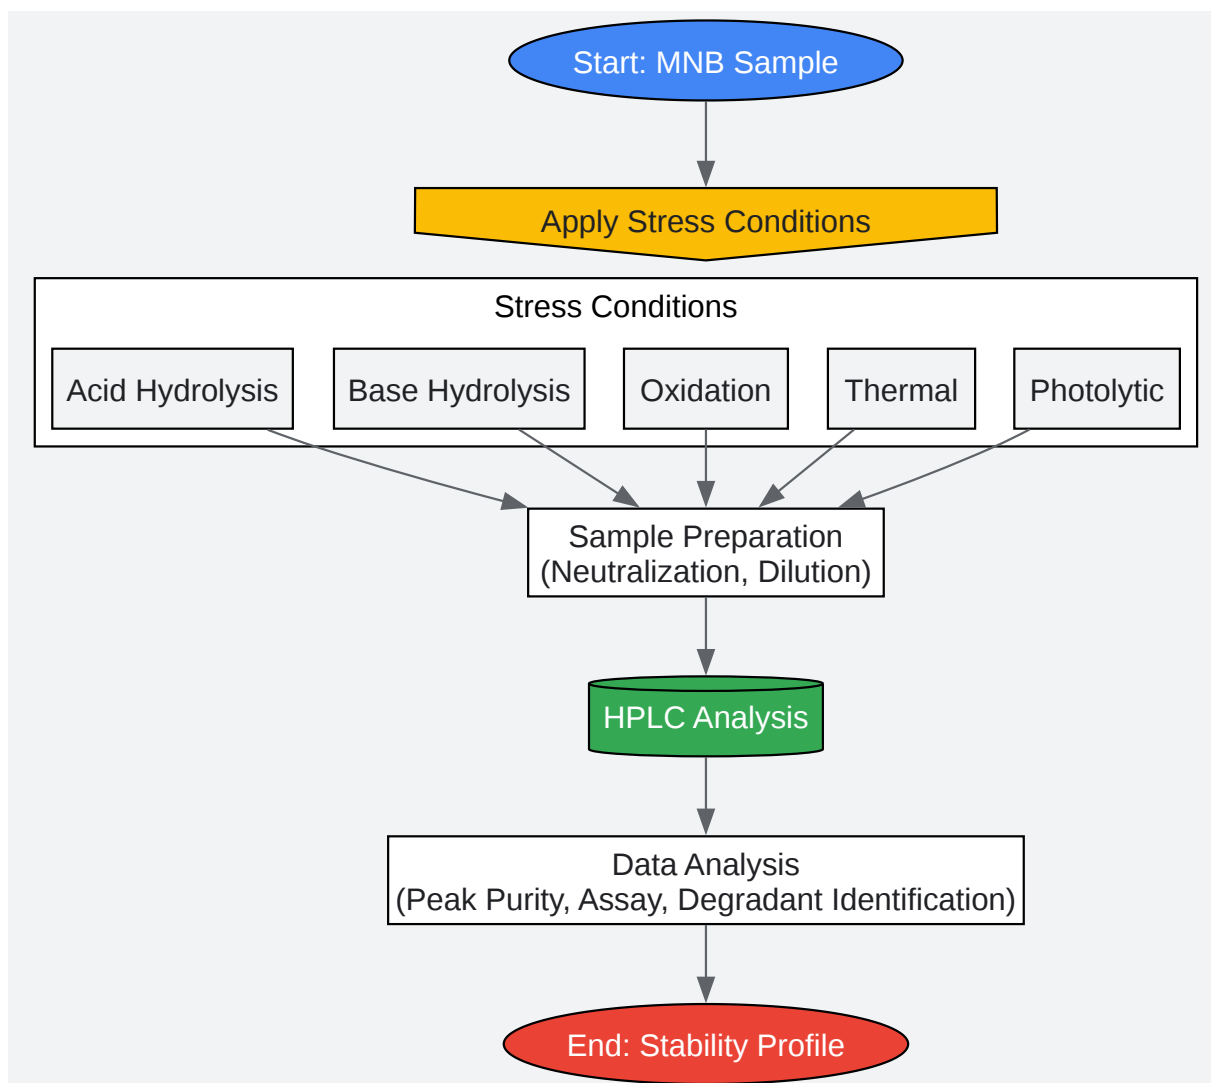 Start: MNB Sample
Apply Stress Conditions
Stress Conditions
Acid Hydrolysis
Base Hydrolysis
Oxidation
Thermal
Photolytic
Sample Preparation
(Neutralization, Dilution)
HPLC Analysis
Data Analysis
(Peak Purity, Assay, Degradant Identification)
End: Stability Profile